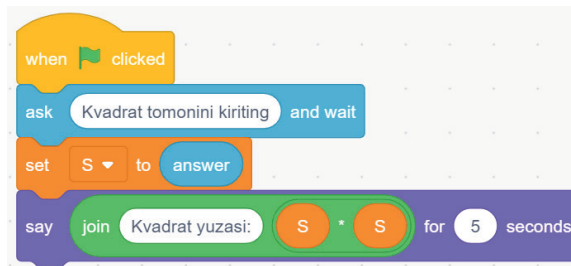 when clicked
ask Kvadrat tomonini kiriting and wait
set S to answer
say join Kvadrat yuzasi: S * S for 5 seconds